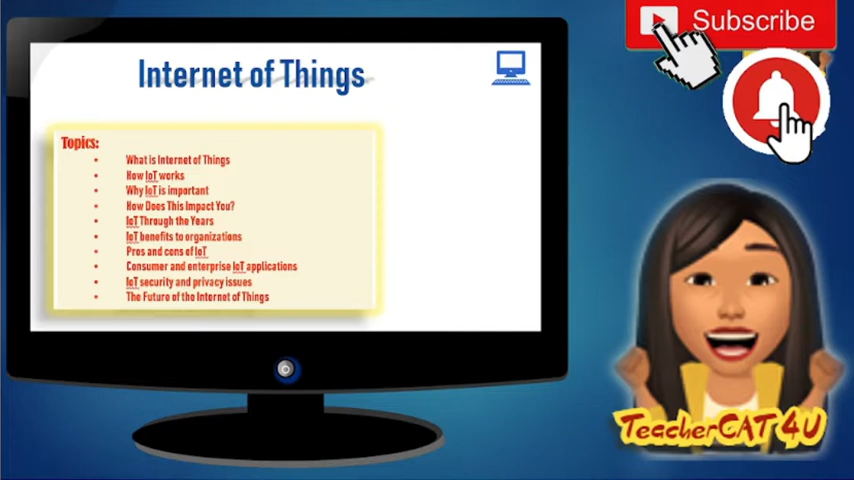 Internet of Things
Topics:
• What is Internet of Things
• How IoT works
• Why IoT is important
• How Does This Impact You?
• IoT Through the Years
• IoT benefits to organizations
• Pros and cons of IoT
• Consumer and enterprise IoT applications
• IoT security and privacy issues
• The Future of the Internet of Things
Subscribe
TeacherCAT 4U